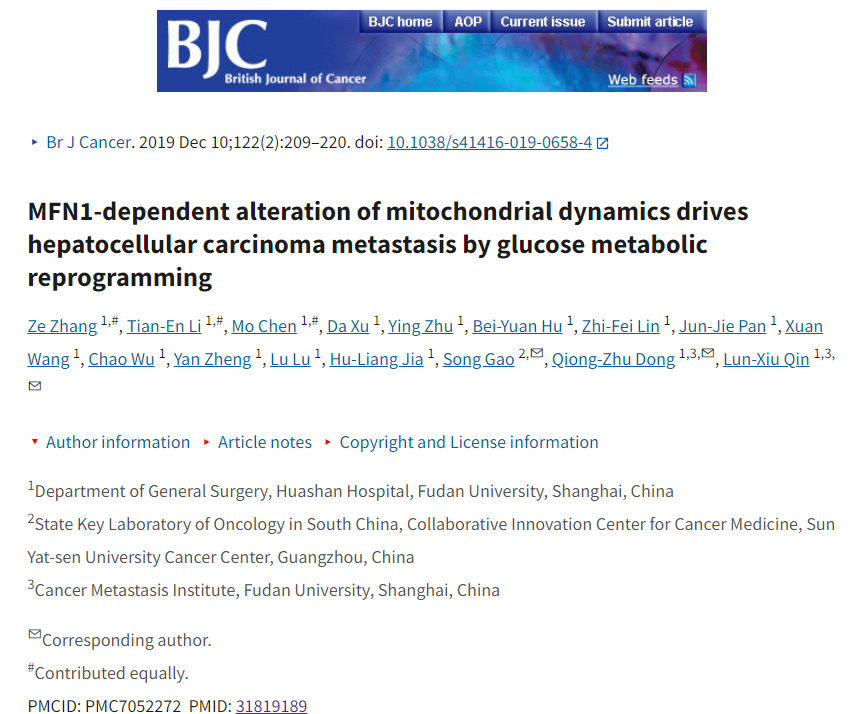 BJC home AOP Current issue Submit article
BJC
British Journal of Cancer
Web feeds
Br J Cancer. 2019 Dec 10;122(2):209–220. doi: 10.1038/s41416-019-0658-4
MFN1-dependent alteration of mitochondrial dynamics drives
hepatocellular carcinoma metastasis by glucose metabolic
reprogramming
Ze Zhang 1,#, Tian-En Li 1,#, Mo Chen 1,#, Da Xu 1, Ying Zhu 1, Bei-Yuan Hu 1, Zhi-Fei Lin 1, Jun-Jie Pan 1, Xuan
Wang 1, Chao Wu 1, Yan Zheng 1, Lu Lu 1, Hu-Liang Jia 1, Song Gao 2,✉, Qiong-Zhu Dong 1,3,✉, Lun-Xiu Qin 1,3,
✉
Author information Article notes Copyright and License information
1Department of General Surgery, Huashan Hospital, Fudan University, Shanghai, China
2State Key Laboratory of Oncology in South China, Collaborative Innovation Center for Cancer Medicine, Sun
Yat-sen University Cancer Center, Guangzhou, China
3Cancer Metastasis Institute, Fudan University, Shanghai, China
✉Corresponding author.
#Contributed equally.
PMCID: PMC7052272 PMID: 31819189